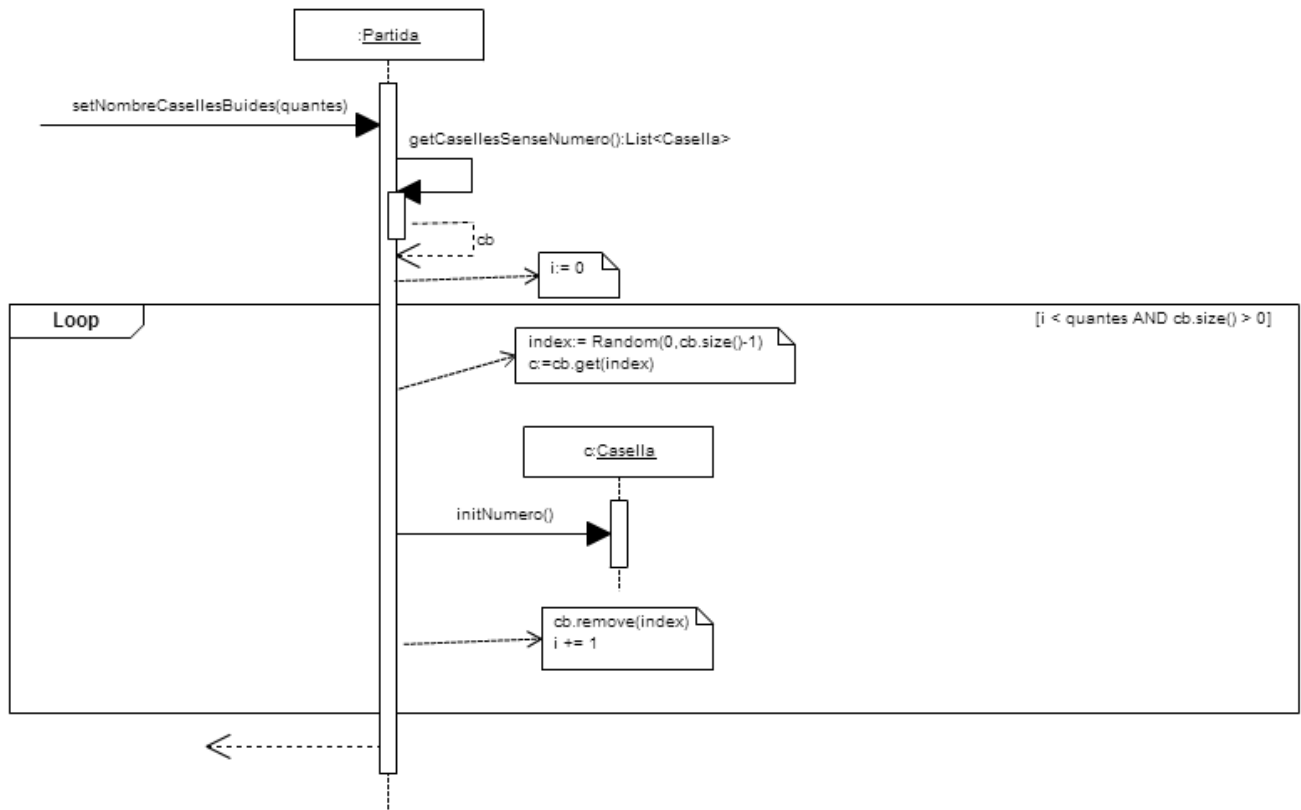 :Partida
setNombreCasellesBuides(quantes)
getCasellesSenseNumero():List<Casella>
cb
i:= 0
Loop
[i < quantes AND cb.size() > 0]
index:= Random(0,cb.size()-1)
c:=cb.get(index)
c:Casella
initNumero()
cb.remove(index)
i += 1